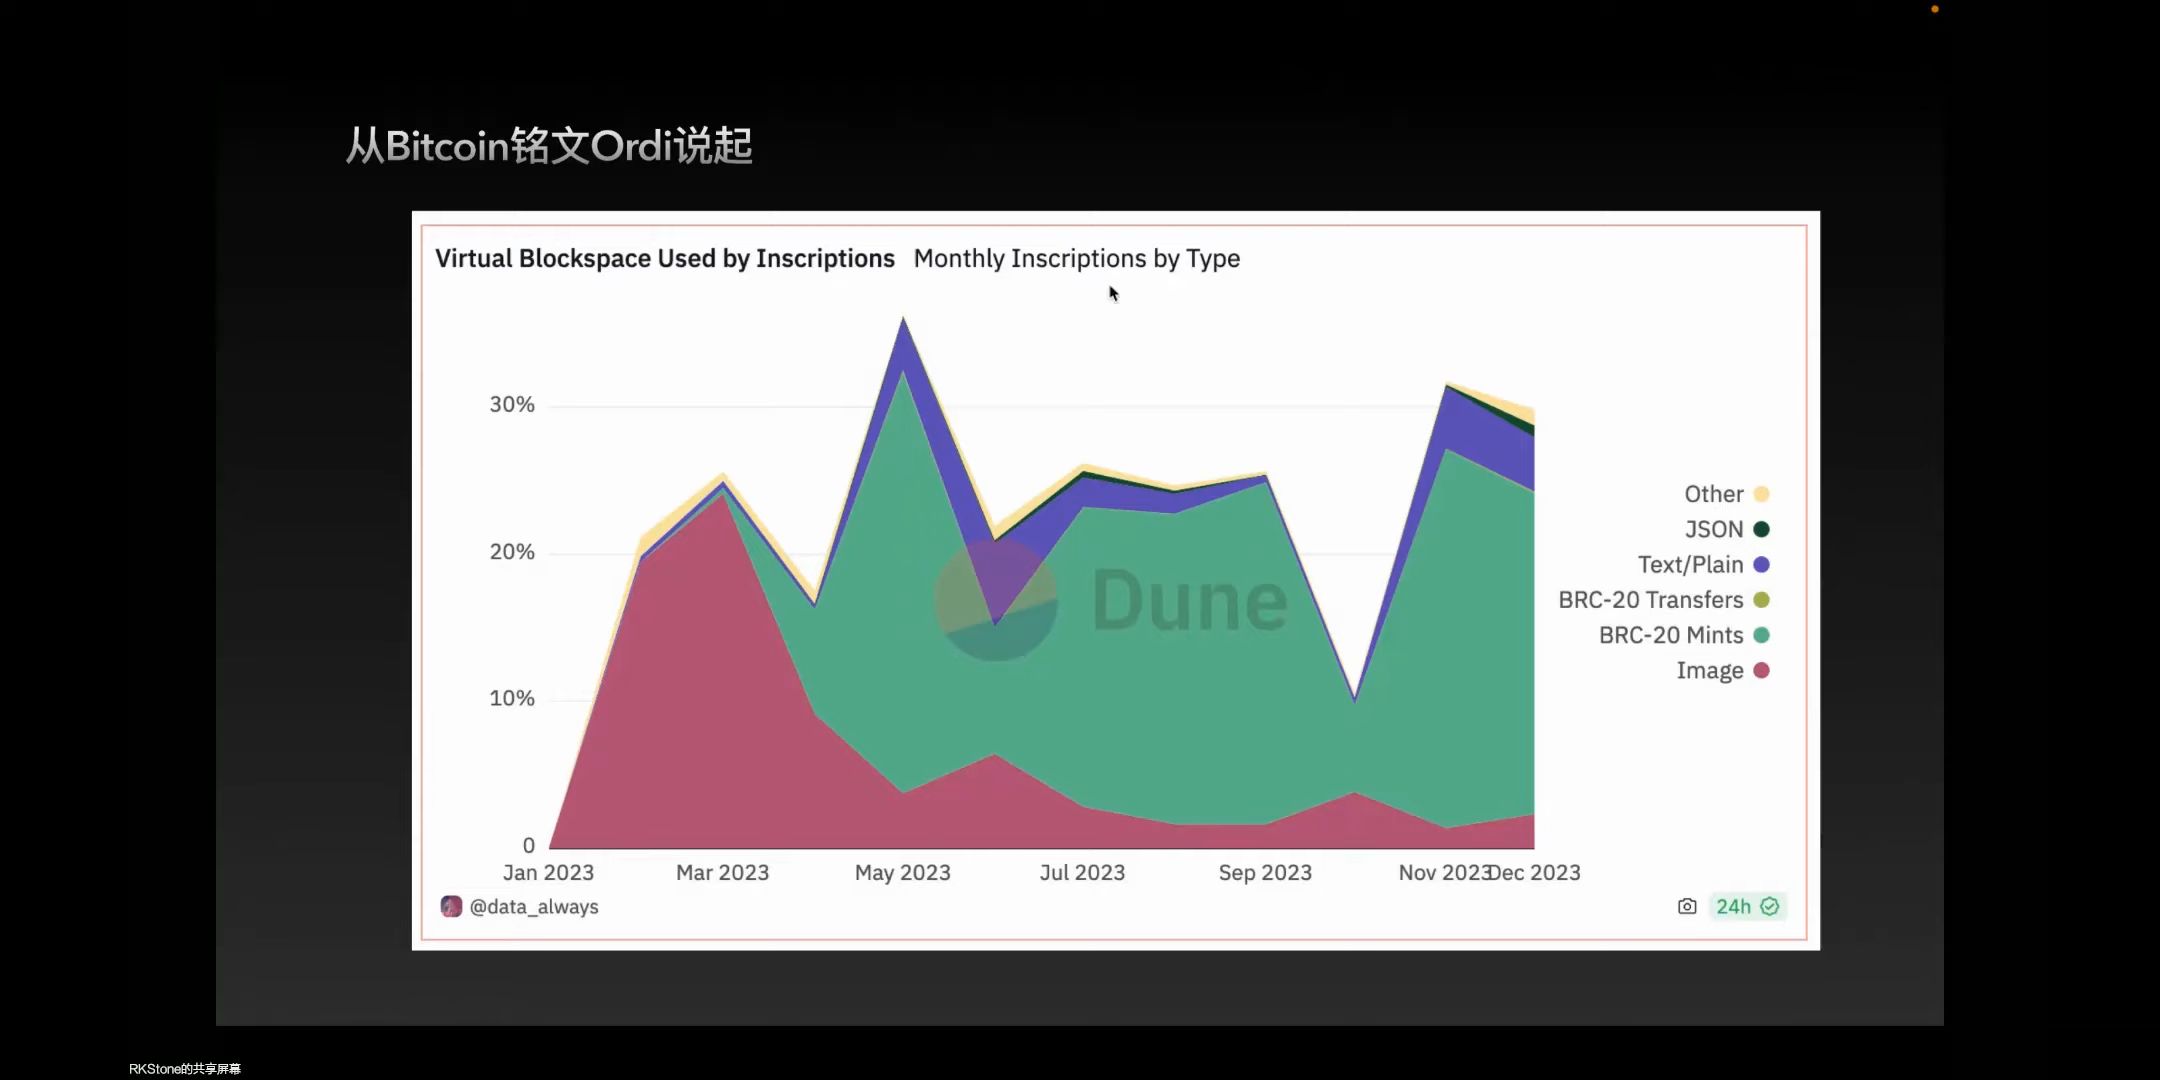 从Bitcoin铭文Ordi说起
Virtual Blockspace Used by Inscriptions Monthly Inscriptions by Type
30%
20%
10%
0
Dune
Other
JSON
Text/Plain
BRC-20 Transfers
BRC-20 Mints
Image
Jan 2023 Mar 2023 May 2023 Jul 2023 Sep 2023 Nov 2023 Dec 2023
@data_always
24h
RKStone的共享屏幕